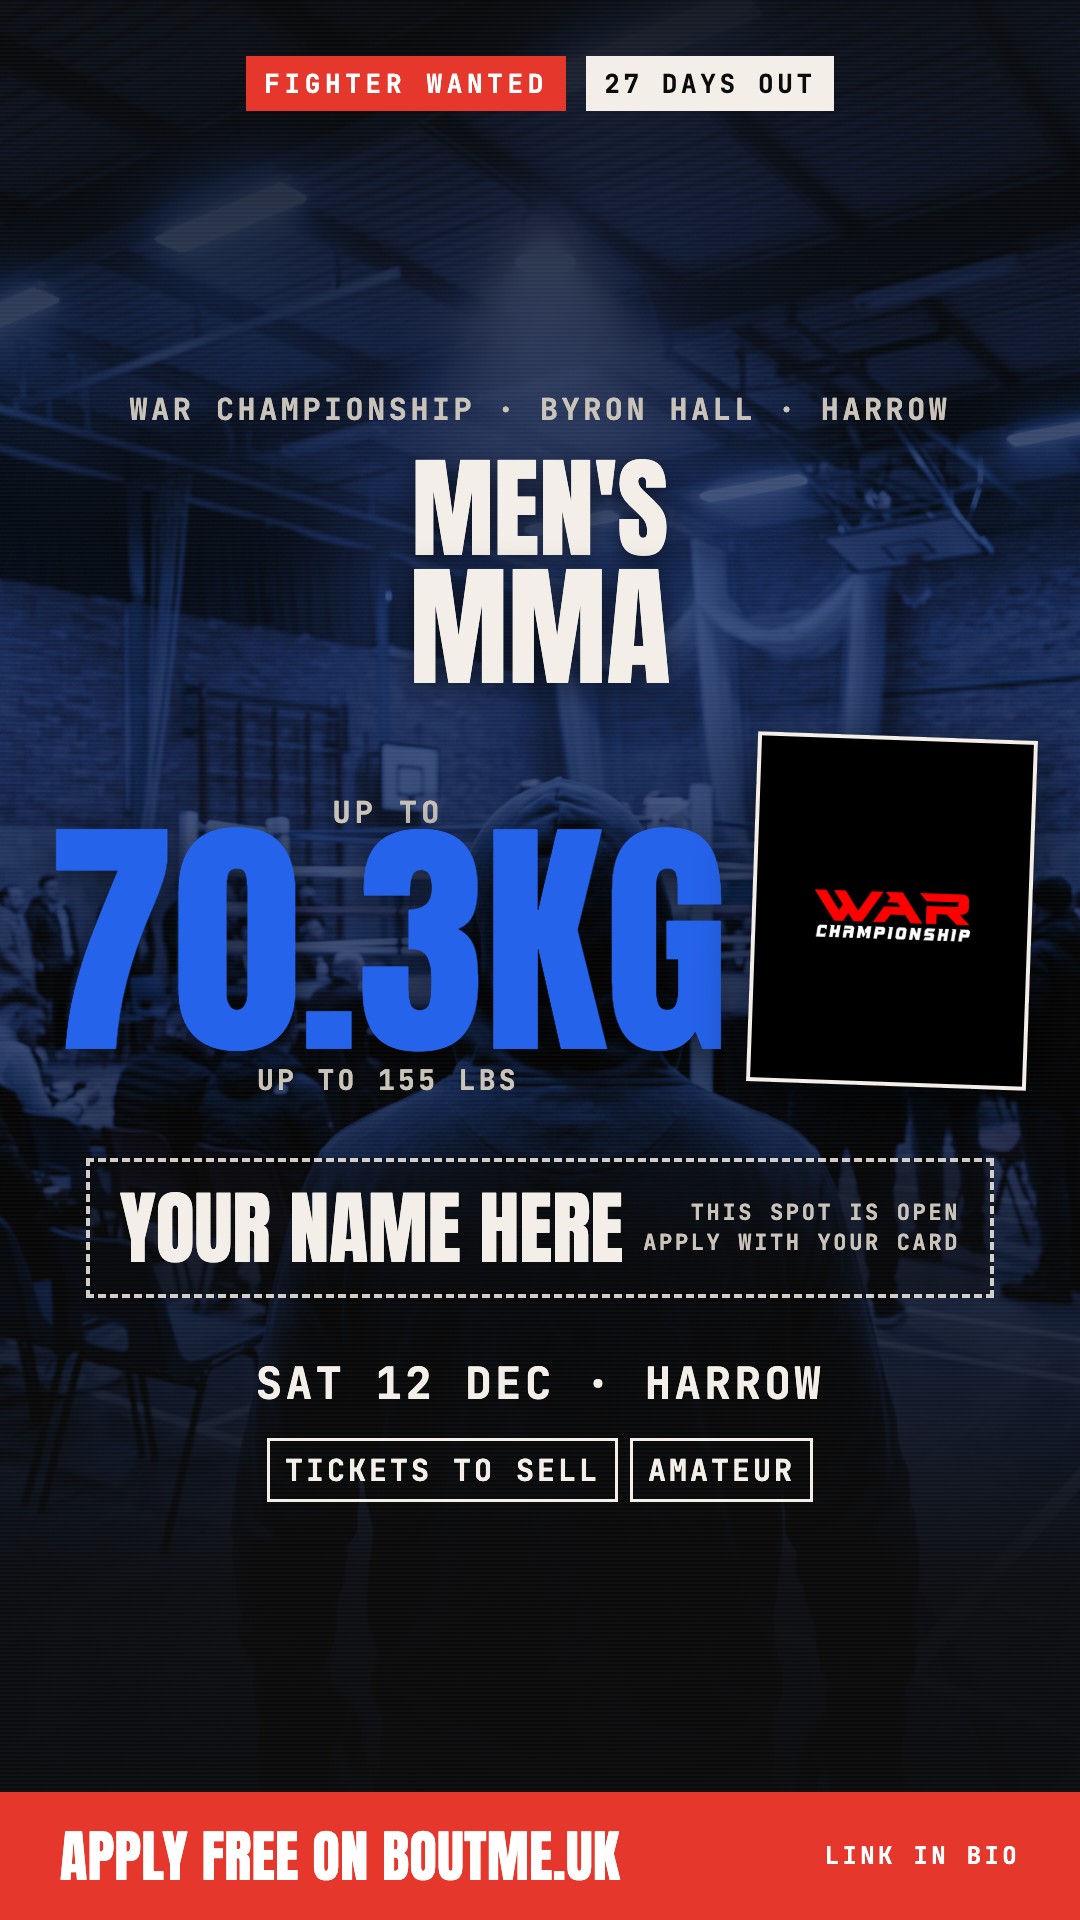 FIGHTER WANTED
27 DAYS OUT
WAR CHAMPIONSHIP · BYRON HALL · HARROW
MEN'S
MMA
UP TO
70.3KG
UP TO 155 LBS
WAR
CHAMPIONSHIP
YOUR NAME HERE
THIS SPOT IS OPEN
APPLY WITH YOUR CARD
SAT 12 DEC · HARROW
TICKETS TO SELL
AMATEUR
APPLY FREE ON BOUTME.UK
LINK IN BIO